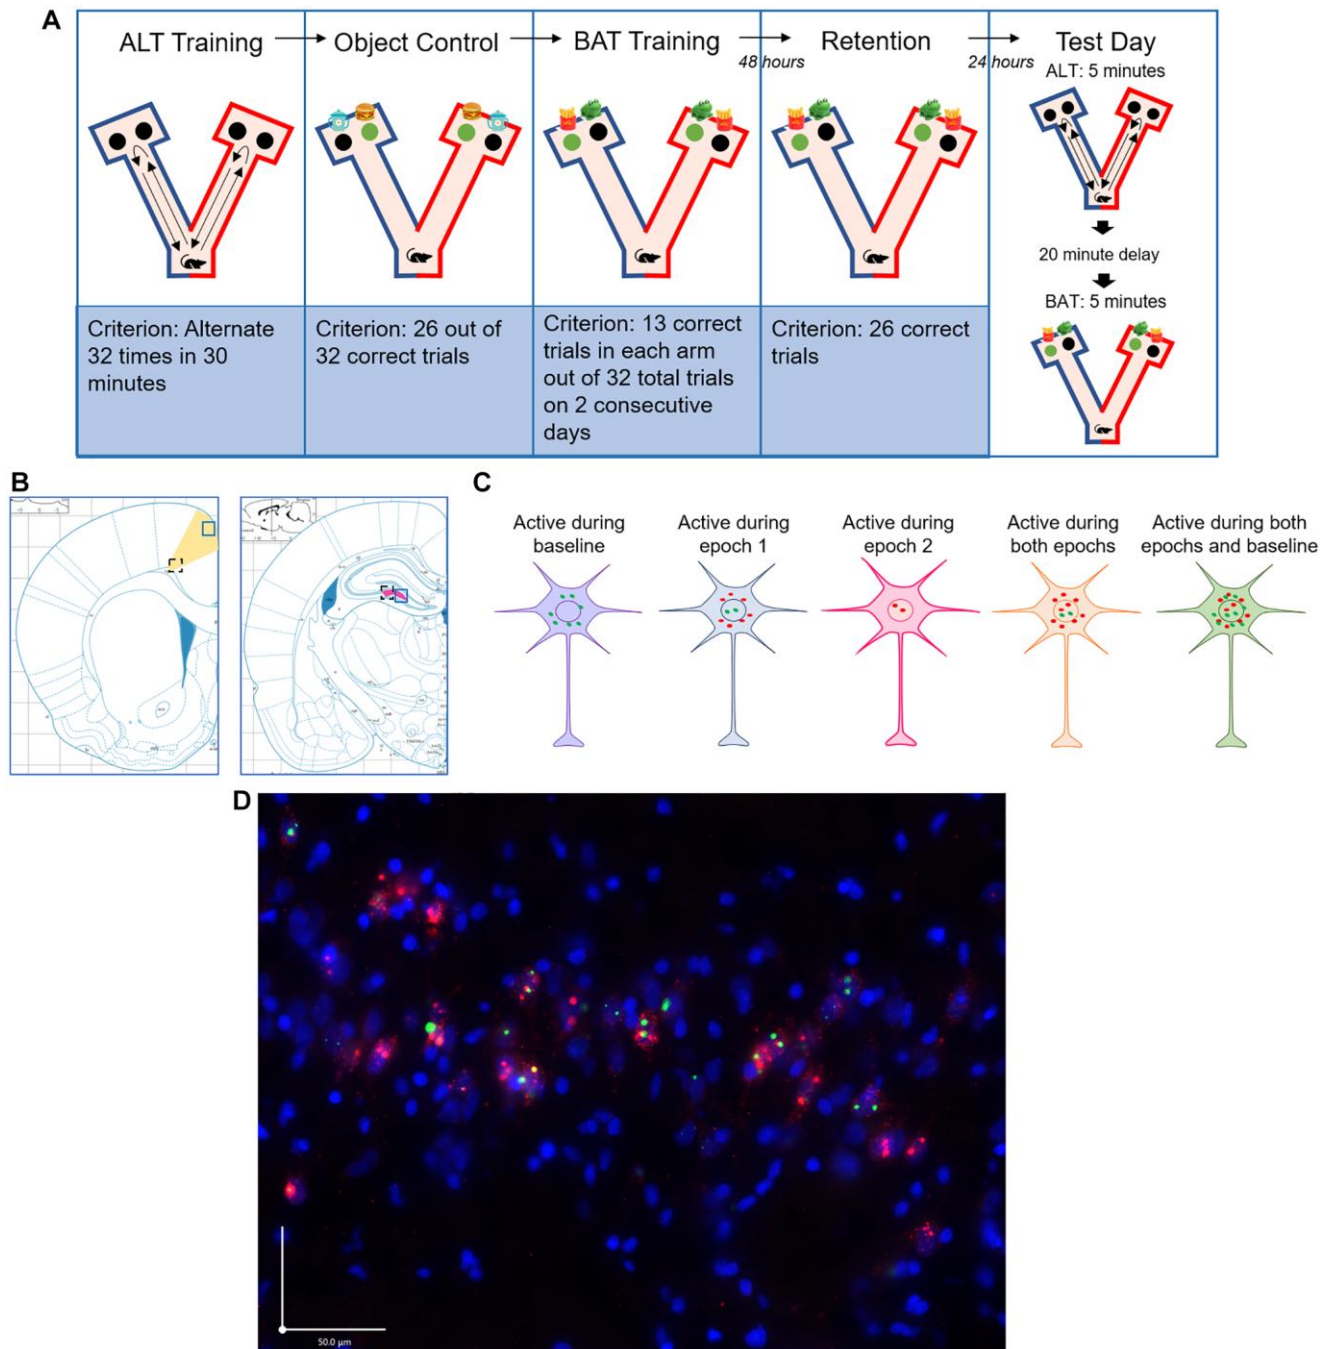 A
ALT Training
Object Control
BAT Training
48 hours
Retention
24 hours
Test Day
ALT: 5 minutes
20 minute delay
BAT: 5 minutes
Criterion: Alternate
32 times in 30
minutes
Criterion: 26 out of
32 correct trials
Criterion: 13 correct
trials in each arm
out of 32 total trials
on 2 consecutive
days
Criterion: 26 correct
trials
B
C
Active during
baseline
Active during
epoch 1
Active during
epoch 2
Active during
both epochs
Active during both
epochs and baseline
D
50.0 µm